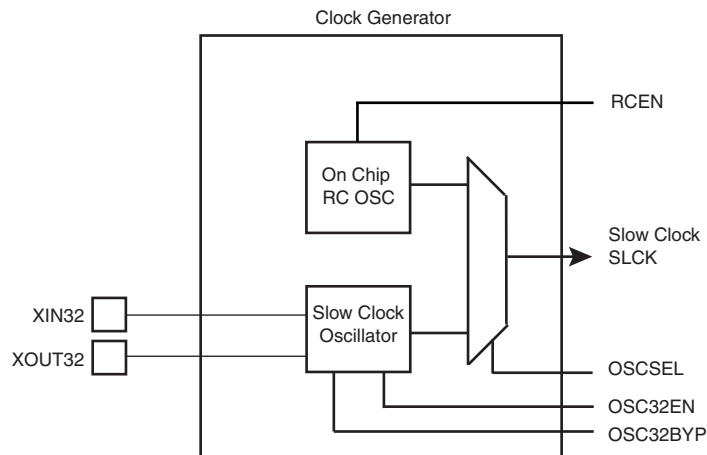 Clock Generator
RCEN
On Chip
RC OSC
Slow Clock
SLCK
XIN32
Slow Clock
Oscillator
XOUT32
OSCSEL
OSC32EN
OSC32BYP